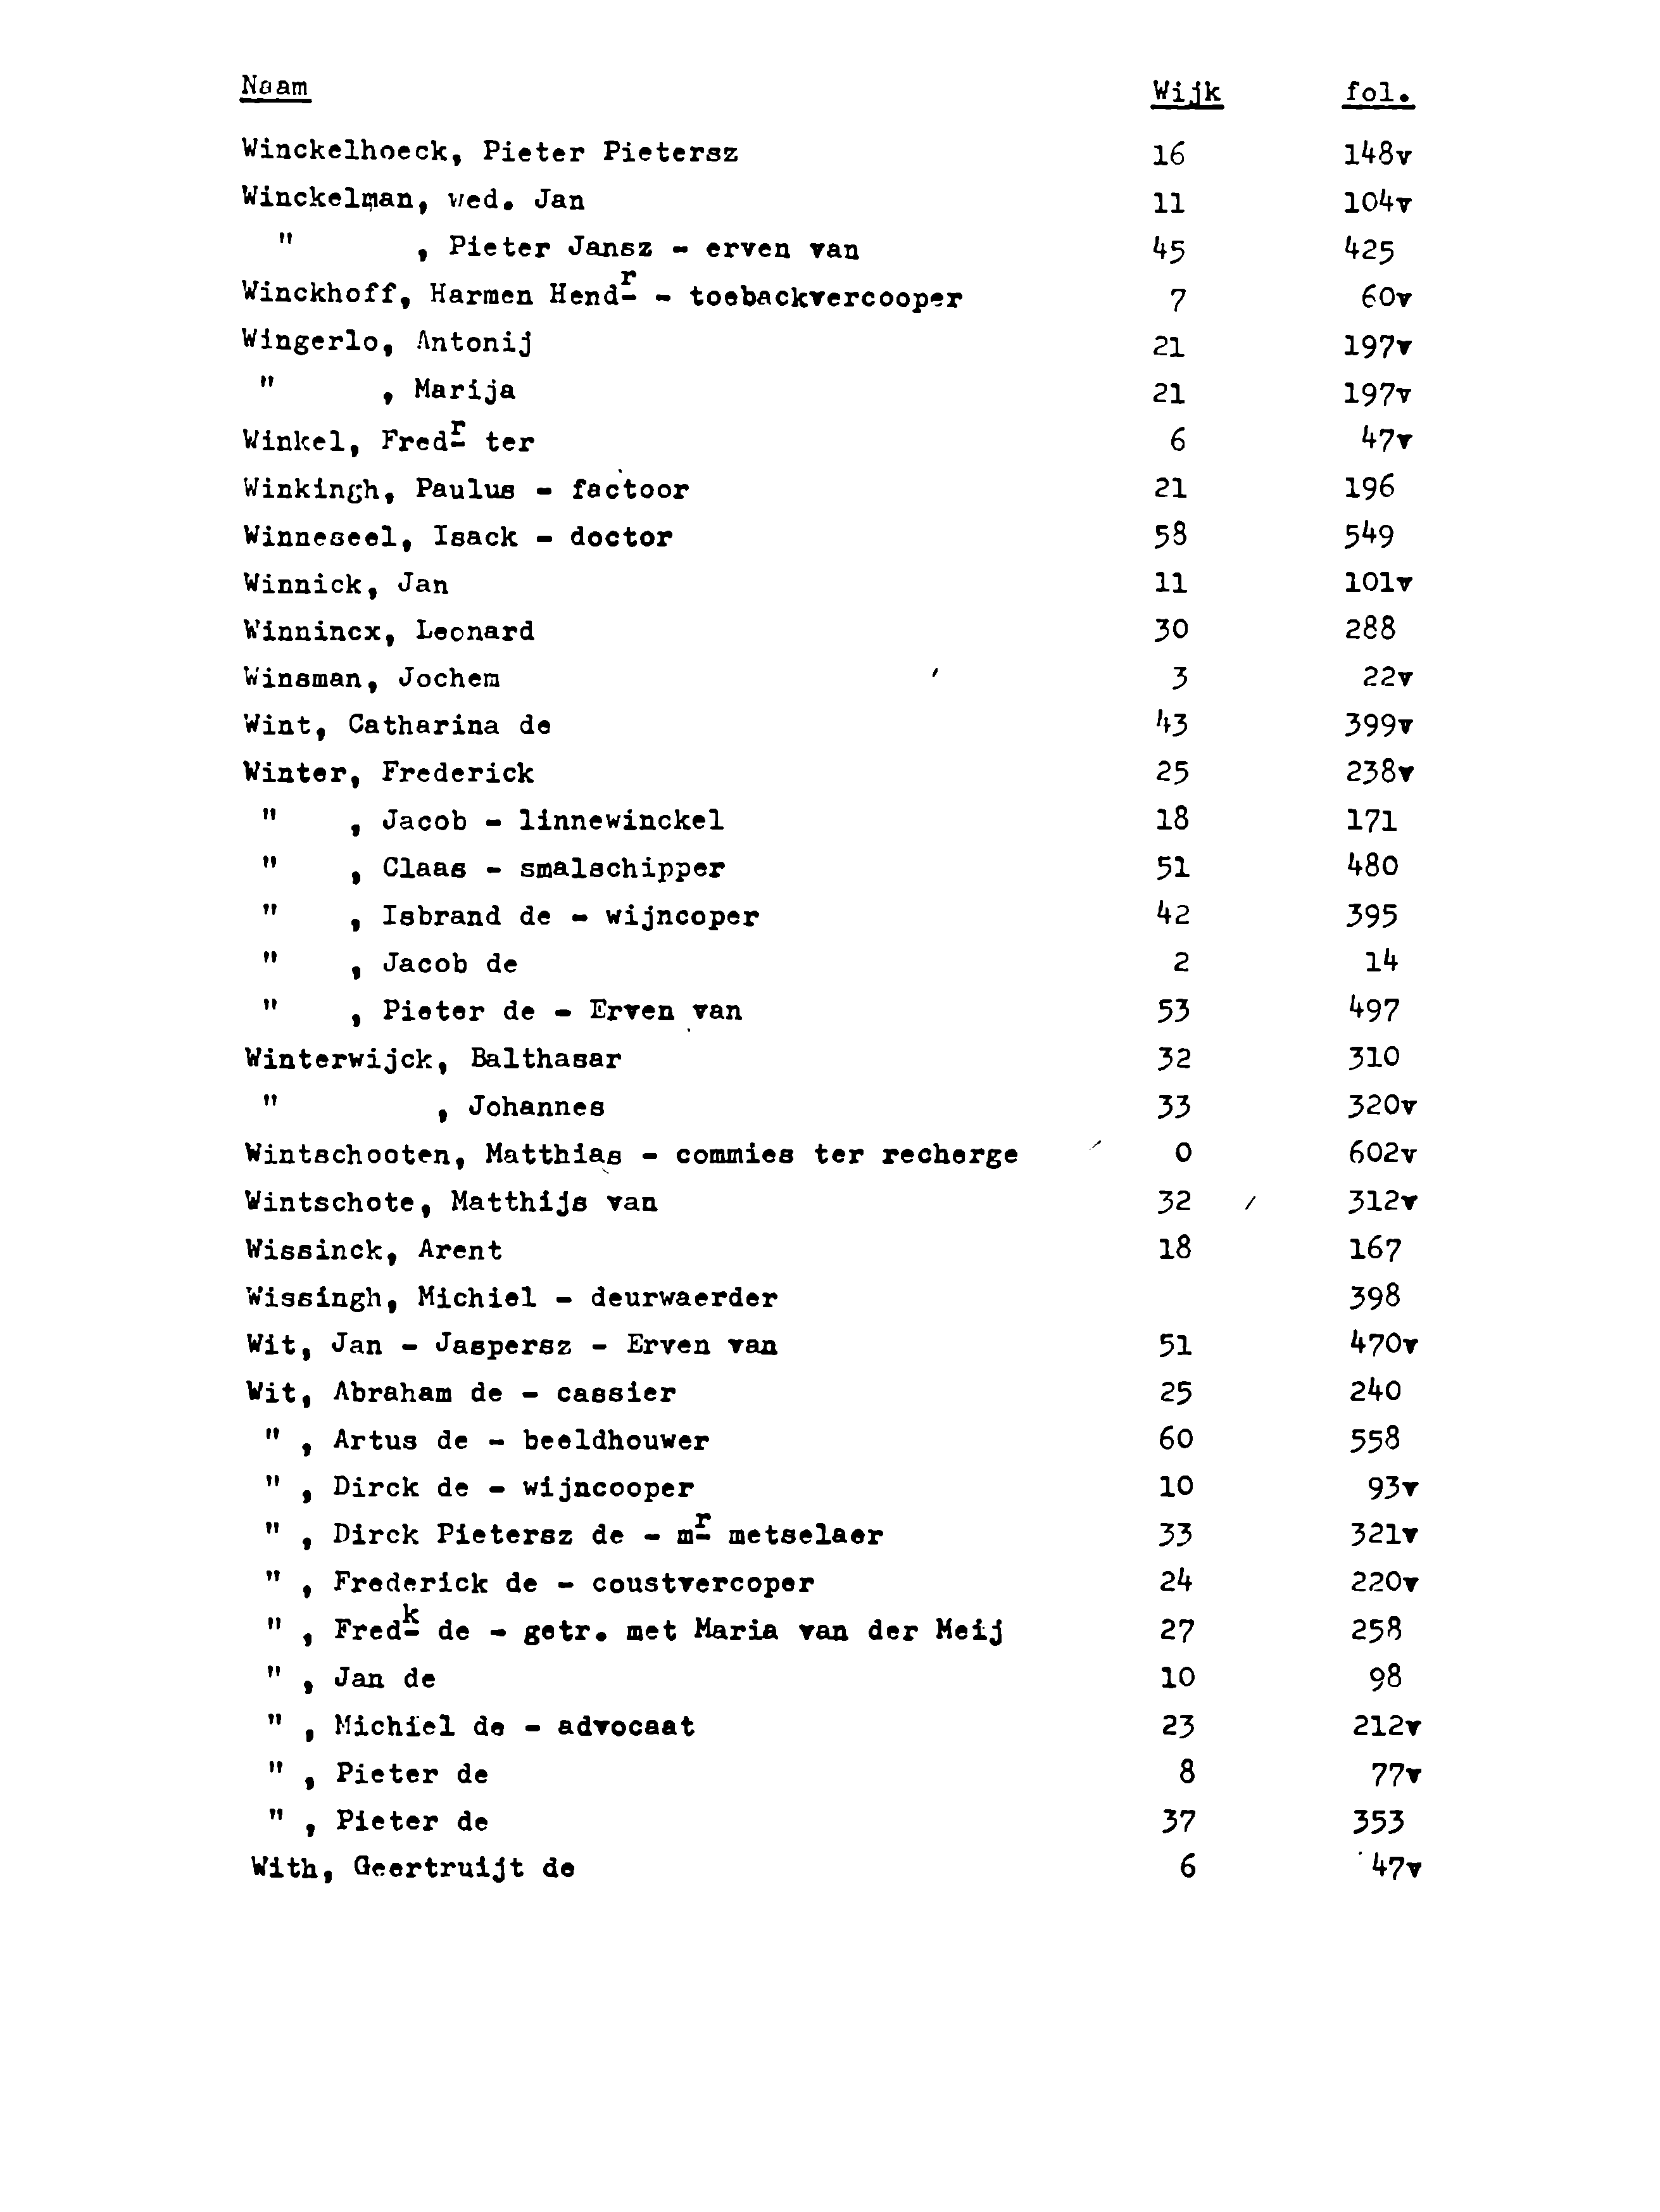 Naam Wijk fol.
Winckelhoeck, Pieter Pietersz 16 148v
Winckelman, wed. Jan 11 104v
" , Pieter Jansz - erven van 45 425
Winckhoff, Harmen Hendr - toebackvercooper 7 60v
Wingerlo, Antonij 21 197v
" , Marija 21 197v
Winkel, Fredr ter 6 47v
Winkingh, Paulus - factoor 21 196
Winneseel, Isack - doctor 58 549
Winnick, Jan 11 101v
Winnincx, Leonard 30 288
Winsman, Jochem 3 22v
Wint, Catharina de 43 399v
Winter, Frederick 25 238v
" , Jacob - linnewinckel 18 171
" , Claas - smalschipper 51 480
" , Isbrand de - wijncoper 42 395
" , Jacob de 2 14
" , Pieter de - Erven van 53 497
Winterwijck, Balthasar 32 310
" , Johannes 33 320v
Wintschooten, Matthias - commies ter recherge 0 602v
Wintschote, Matthijs van 32 312v
Wissinck, Arent 18 167
Wissingh, Michiel - deurwaerder 398
Wit, Jan - Jaspersz - Erven van 51 470v
Wit, Abraham de - cassier 25 240
" , Artus de - beeldhouwer 60 558
" , Dirck de - wijncooper 10 93v
" , Dirck Pietersz de - mr metselaer 33 321v
" , Frederick de - coustvercoper 24 220v
" , Fredk de - getr. met Maria van der Meij 27 258
" , Jan de 10 98
" , Michiel de - advocaat 23 212v
" , Pieter de 8 77v
" , Pieter de 37 353
With, Geertruijt de 6 47v